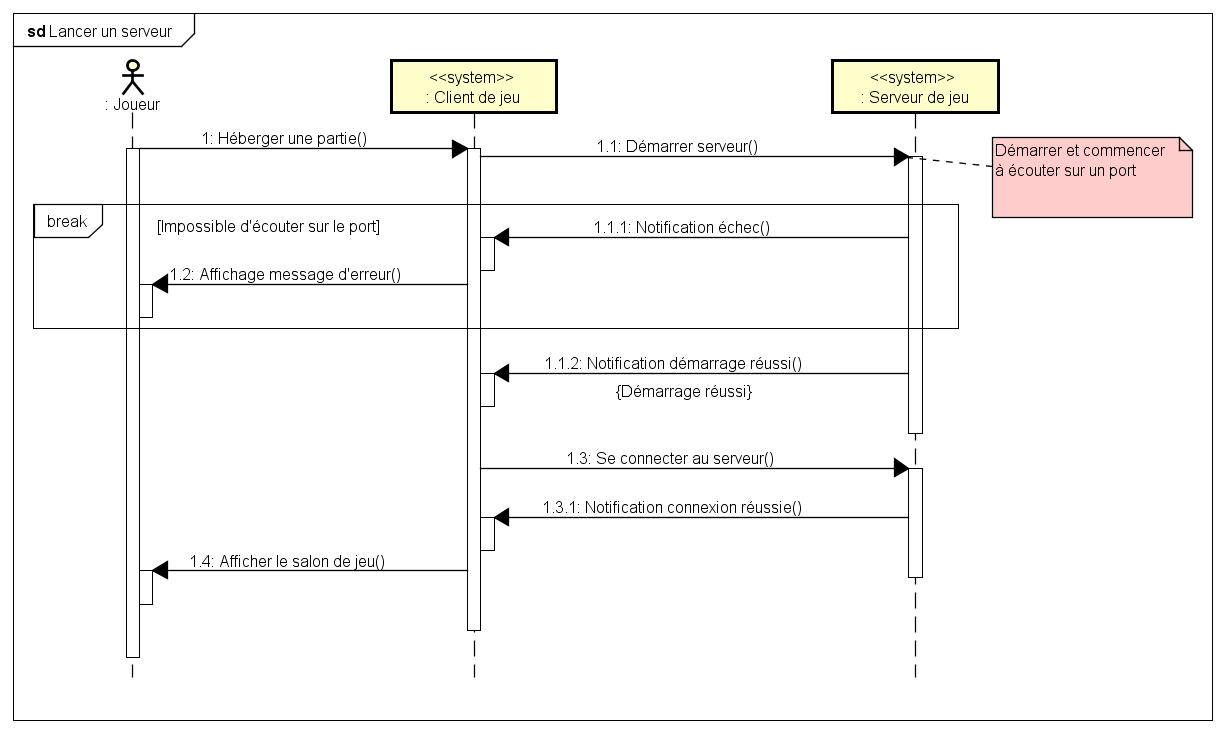 sd Lancer un serveur
: Joueur
<<system>>
: Client de jeu
<<system>>
: Serveur de jeu
1: Héberger une partie()
1.1: Démarrer serveur()
Démarrer et commencer
à écouter sur un port
break
[Impossible d'écouter sur le port]
1.1.1: Notification échec()
1.2: Affichage message d'erreur()
1.1.2: Notification démarrage réussi()
{Démarrage réussi}
1.3: Se connecter au serveur()
1.3.1: Notification connexion réussie()
1.4: Afficher le salon de jeu()